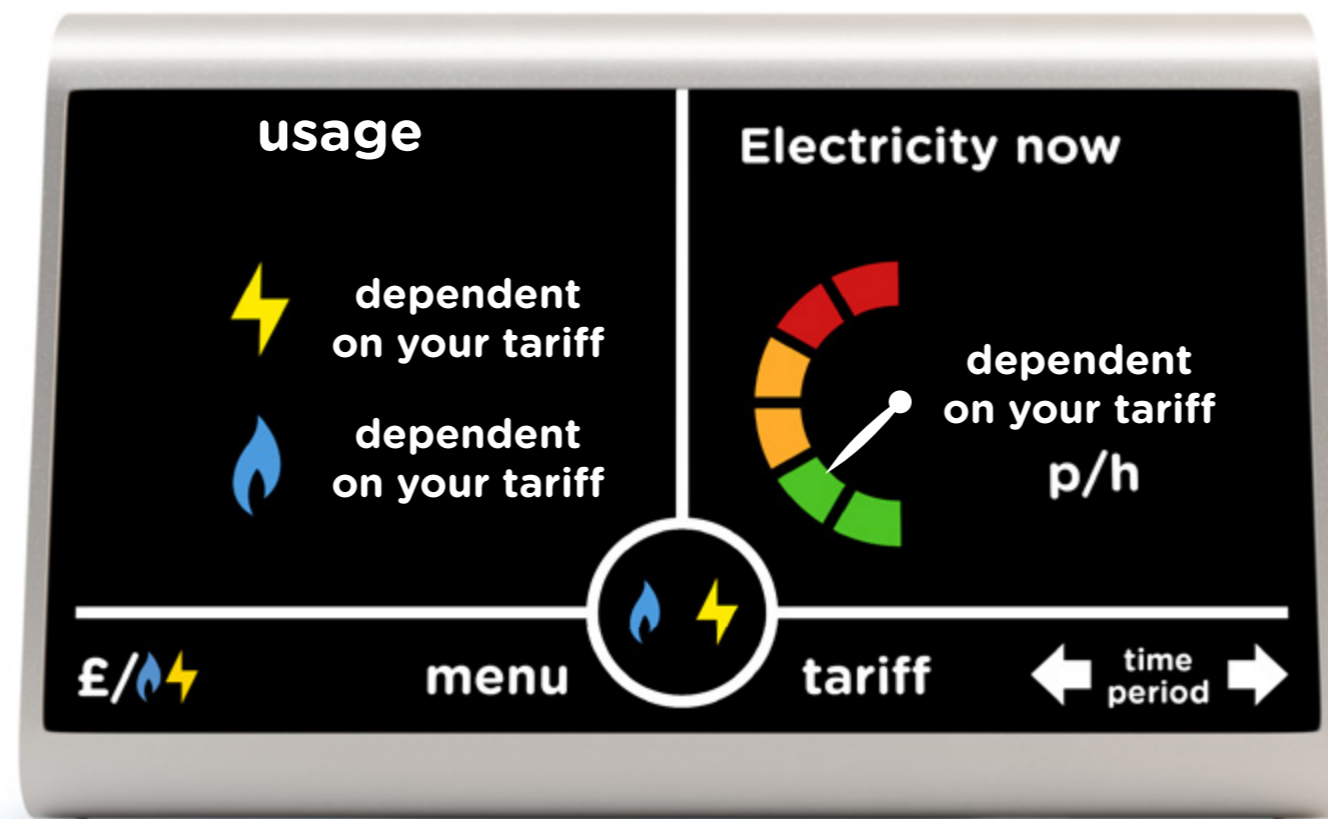 usage
dependent
on your tariff
dependent
on your tariff
Electricity now
dependent
on your tariff
p/h
£/
menu
tariff
time
period